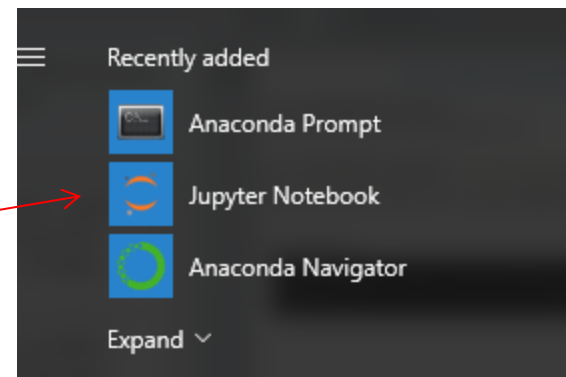 Recently added
Anaconda Prompt
Jupyter Notebook
Anaconda Navigator
Expand